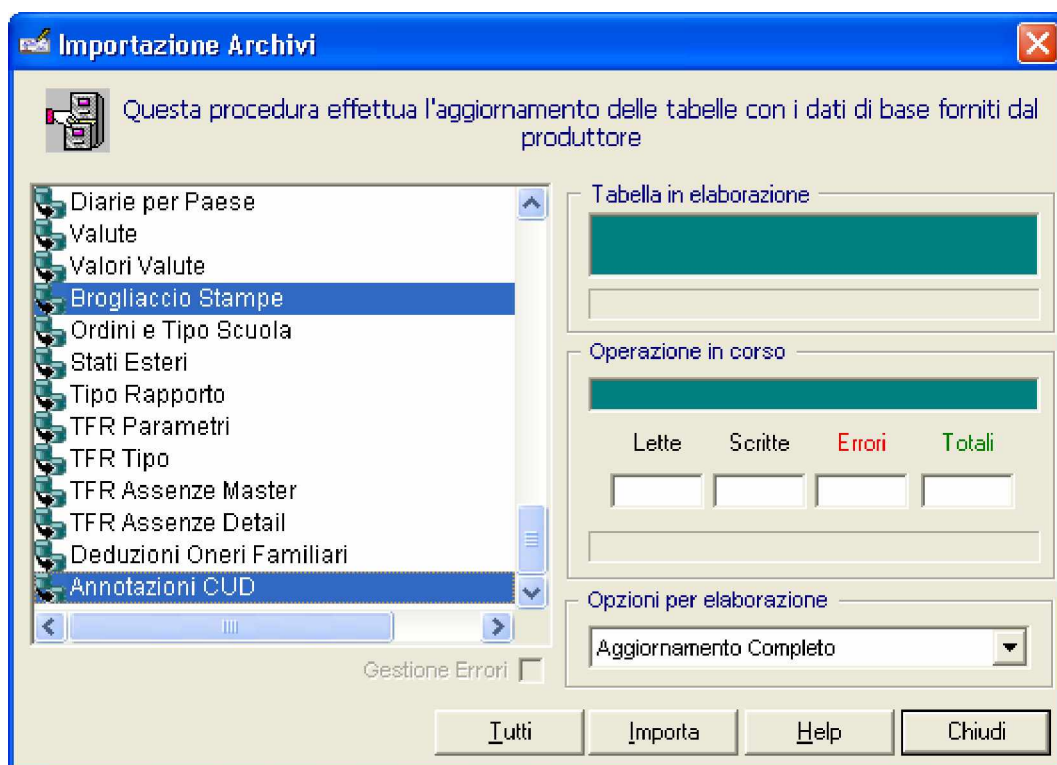 Importazione Archivi
Questa procedura effettua l'aggiornamento delle tabelle con i dati di base forniti dal
produttore
Diarie per Paese
Valute
Valori Valute
Brogliaccio Stampe
Ordini e Tipo Scuola
Stati Esteri
Tipo Rapporto
TFR Parametri
TFR Tipo
TFR Assenze Master
TFR Assenze Detail
Deduzioni Oneri Familiari
Annotazioni CUD
Gestione Errori
Tabella in elaborazione
Operazione in corso
Lette Scritte Errori Totali
Opzioni per elaborazione
Aggiornamento Completo
Tutti Importa Help Chiudi